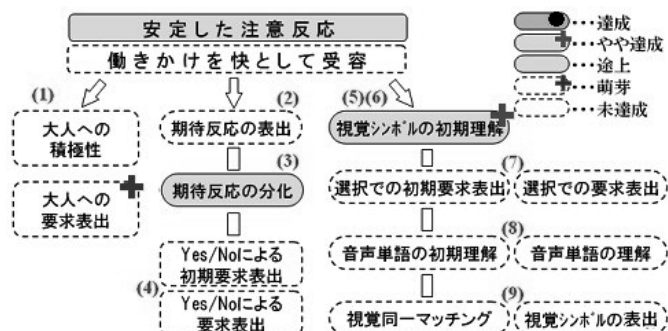 安定した注意反応
働きかけを快として受容
●…達成
+…やや達成
…途上
+…萌芽
…未達成
(1)
大人への
積極性
大人への
要求表出
(2)
期待反応の表出
(3)
期待反応の分化
Yes/Noによる
初期要求表出
(4)
Yes/Noによる
要求表出
(5)(6)
視覚シンボルの初期理解
(7)
選択での初期要求表出
選択での要求表出
(8)
音声単語の初期理解
音声単語の理解
(9)
視覚同一マッチング
視覚シンボルの表出